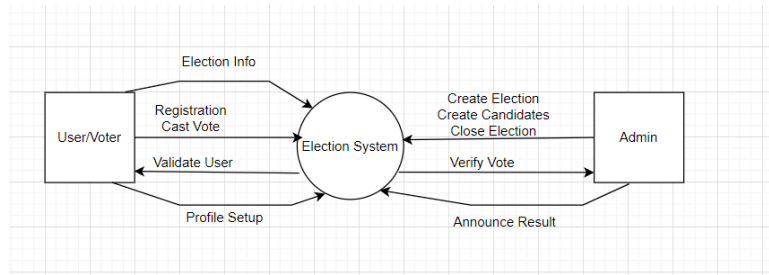 Election Info
Create Election
Registration
Create Candidates
Cast Vote
Close Election
User/Voter
Election System
Admin
Validate User
Verify Vote
Profile Setup
Announce Result